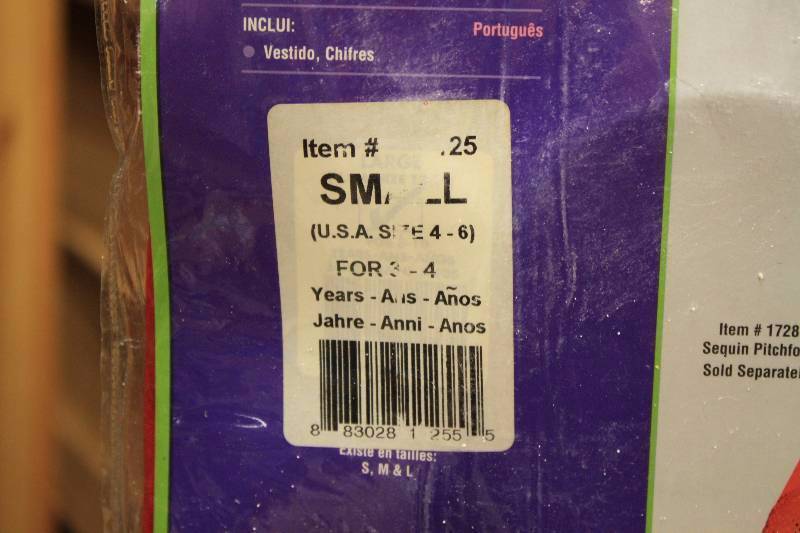 INCLUI:
Português
Vestido, Chifres
Item # .25
SMALL
(U.S.A. SIZE 4 - 6)
FOR 3 - 4
Years - Ans - Años
Jahre - Anni - Anos
8 83028 1 255 5
Existe en tailles:
S, M & L
Item # 1728
Sequin Pitchfo
Sold Separatel